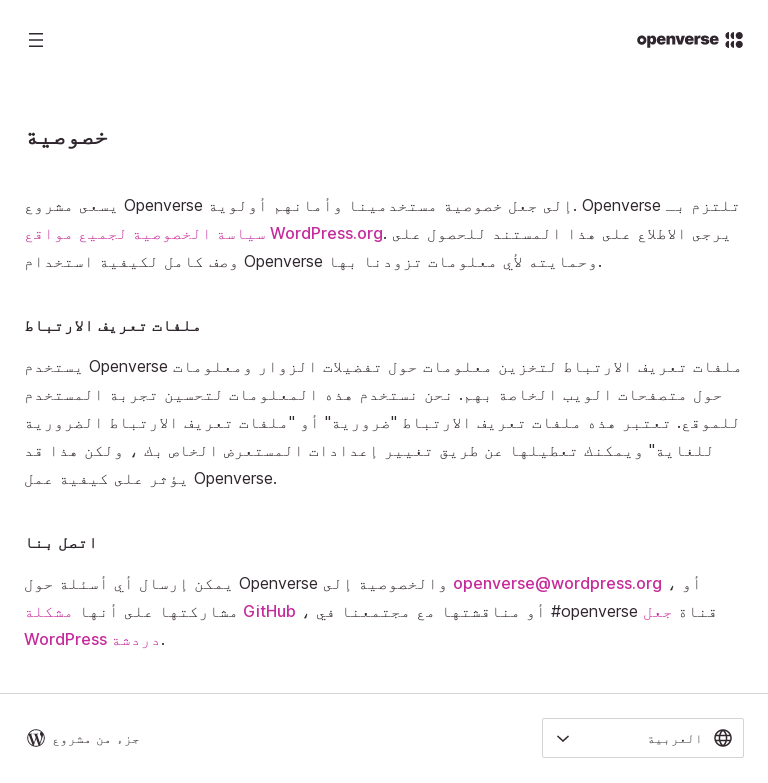 openverse
خصوصية
يسعى مشروع Openverse إلى جعل خصوصية مستخدمينا وأمانهم أولوية. Openverse تلتزم بـ
سياسة الخصوصية لجميع مواقع WordPress.org. يرجى الاطلاع على هذا المستند للحصول على
وصف كامل لكيفية استخدام Openverse وحمايته لأي معلومات تزودنا بها.
ملفات تعريف الارتباط
يستخدم Openverse ملفات تعريف الارتباط لتخزين معلومات حول تفضيلات الزوار ومعلومات
حول متصفحات الويب الخاصة بهم. نحن نستخدم هذه المعلومات لتحسين تجربة المستخدم
للموقع. تعتبر هذه ملفات تعريف الارتباط "ضرورية" أو "ملفات تعريف الارتباط الضرورية
للغاية" ويمكنك تعطيلها عن طريق تغيير إعدادات المستعرض الخاص بك ، ولكن هذا قد
يؤثر على كيفية عمل Openverse.
اتصل بنا
يمكن إرسال أي أسئلة حول Openverse والخصوصية إلى openverse@wordpress.org ، أو
مشاركتها على أنها مشكلة GitHub ، أو مناقشتها مع مجتمعنا في #openverse قناة جعل
WordPress دردشة.
جزء من مشروع
العربية